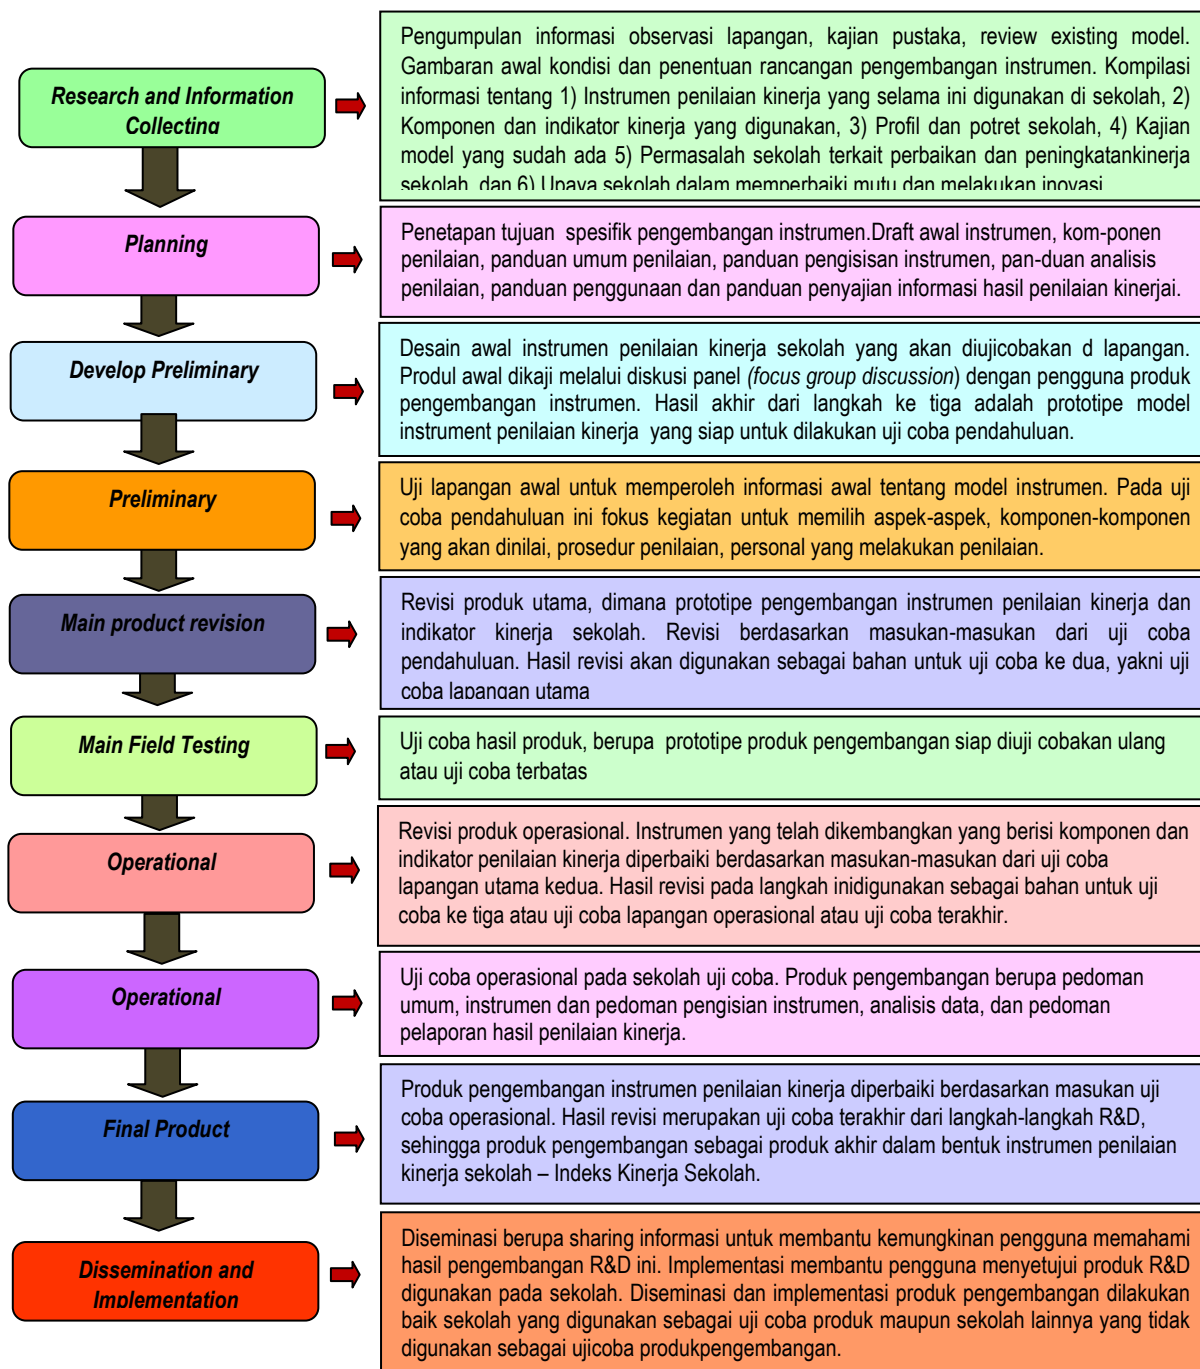 Research and Information
Collecting
Pengumpulan informasi observasi lapangan, kajian pustaka, review existing model.
Gambaran awal kondisi dan penentuan rancangan pengembangan instrumen. Kompilasi
informasi tentang 1) Instrumen penilaian kinerja yang selama ini digunakan di sekolah, 2)
Komponen dan indikator kinerja yang digunakan, 3) Profil dan potret sekolah, 4) Kajian
model yang sudah ada 5) Permasalah sekolah terkait perbaikan dan peningkatankinerja
sekolah, dan 6) Upaya sekolah dalam memperbaiki mutu dan melakukan inovasi
Planning
Penetapan tujuan spesifik pengembangan instrumen.Draft awal instrumen, kom-ponen
penilaian, panduan umum penilaian, panduan pengisisan instrumen, pan-duan analisis
penilaian, panduan penggunaan dan panduan penyajian informasi hasil penilaian kinerjai.
Develop Preliminary
Desain awal instrumen penilaian kinerja sekolah yang akan diujicobakan d lapangan.
Produl awal dikaji melalui diskusi panel (focus group discussion) dengan pengguna produk
pengembangan instrumen. Hasil akhir dari langkah ke tiga adalah prototipe model
instrument penilaian kinerja yang siap untuk dilakukan uji coba pendahuluan.
Preliminary
Uji lapangan awal untuk memperoleh informasi awal tentang model instrumen. Pada uji
coba pendahuluan ini fokus kegiatan untuk memilih aspek-aspek, komponen-komponen
yang akan dinilai, prosedur penilaian, personal yang melakukan penilaian.
Main product revision
Revisi produk utama, dimana prototipe pengembangan instrumen penilaian kinerja dan
indikator kinerja sekolah. Revisi berdasarkan masukan-masukan dari uji coba
pendahuluan. Hasil revisi akan digunakan sebagai bahan untuk uji coba ke dua, yakni uji
coba lapangan utama
Main Field Testing
Uji coba hasil produk, berupa prototipe produk pengembangan siap diuji cobakan ulang
atau uji coba terbatas
Operational
Revisi produk operasional. Instrumen yang telah dikembangkan yang berisi komponen dan
indikator penilaian kinerja diperbaiki berdasarkan masukan-masukan dari uji coba
lapangan utama kedua. Hasil revisi pada langkah inidigunakan sebagai bahan untuk uji
coba ke tiga atau uji coba lapangan operasional atau uji coba terakhir.
Operational
Uji coba operasional pada sekolah uji coba. Produk pengembangan berupa pedoman
umum, instrumen dan pedoman pengisian instrumen, analisis data, dan pedoman
pelaporan hasil penilaian kinerja.
Final Product
Produk pengembangan instrumen penilaian kinerja diperbaiki berdasarkan masukan uji
coba operasional. Hasil revisi merupakan uji coba terakhir dari langkah-langkah R&D,
sehingga produk pengembangan sebagai produk akhir dalam bentuk instrumen penilaian
kinerja sekolah – Indeks Kinerja Sekolah.
Dissemination and
Implementation
Diseminasi berupa sharing informasi untuk membantu kemungkinan pengguna memahami
hasil pengembangan R&D ini. Implementasi membantu pengguna menyetujui produk R&D
digunakan pada sekolah. Diseminasi dan implementasi produk pengembangan dilakukan
baik sekolah yang digunakan sebagai uji coba produk maupun sekolah lainnya yang tidak
digunakan sebagai ujicoba produkpengembangan.